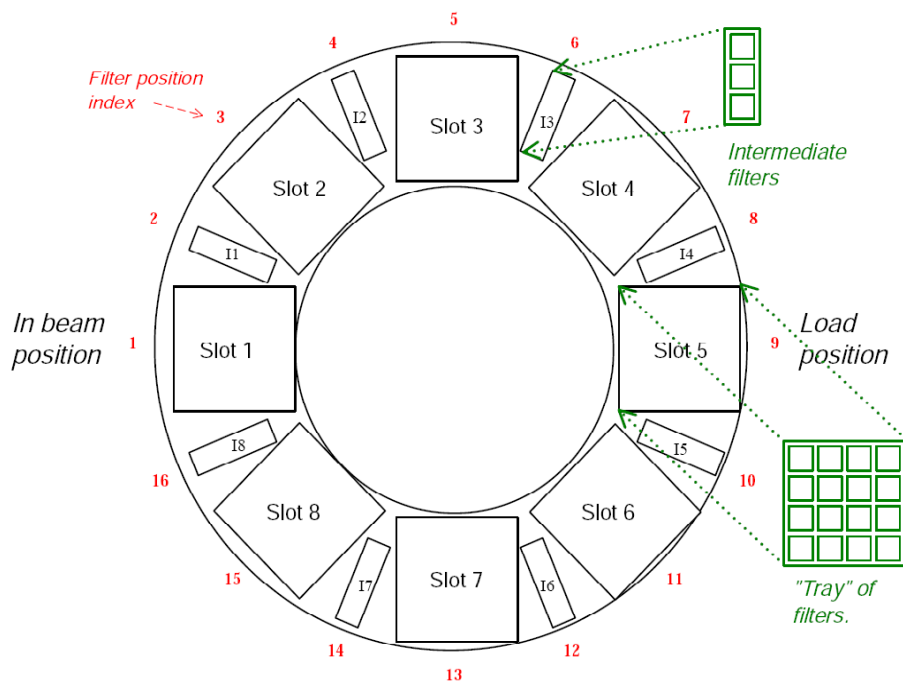 5
4
6
Filter position
index
3
I2
Slot 3
I3
7
Slot 2
Slot 4
Intermediate
filters
2
8
I1
I4
In beam
position
1
Slot 1
Slot 5
9
Load
position
I8
I5
16
10
Slot 8
Slot 6
15
Slot 7
11
I7
I6
"Tray" of
filters.
14
12
13